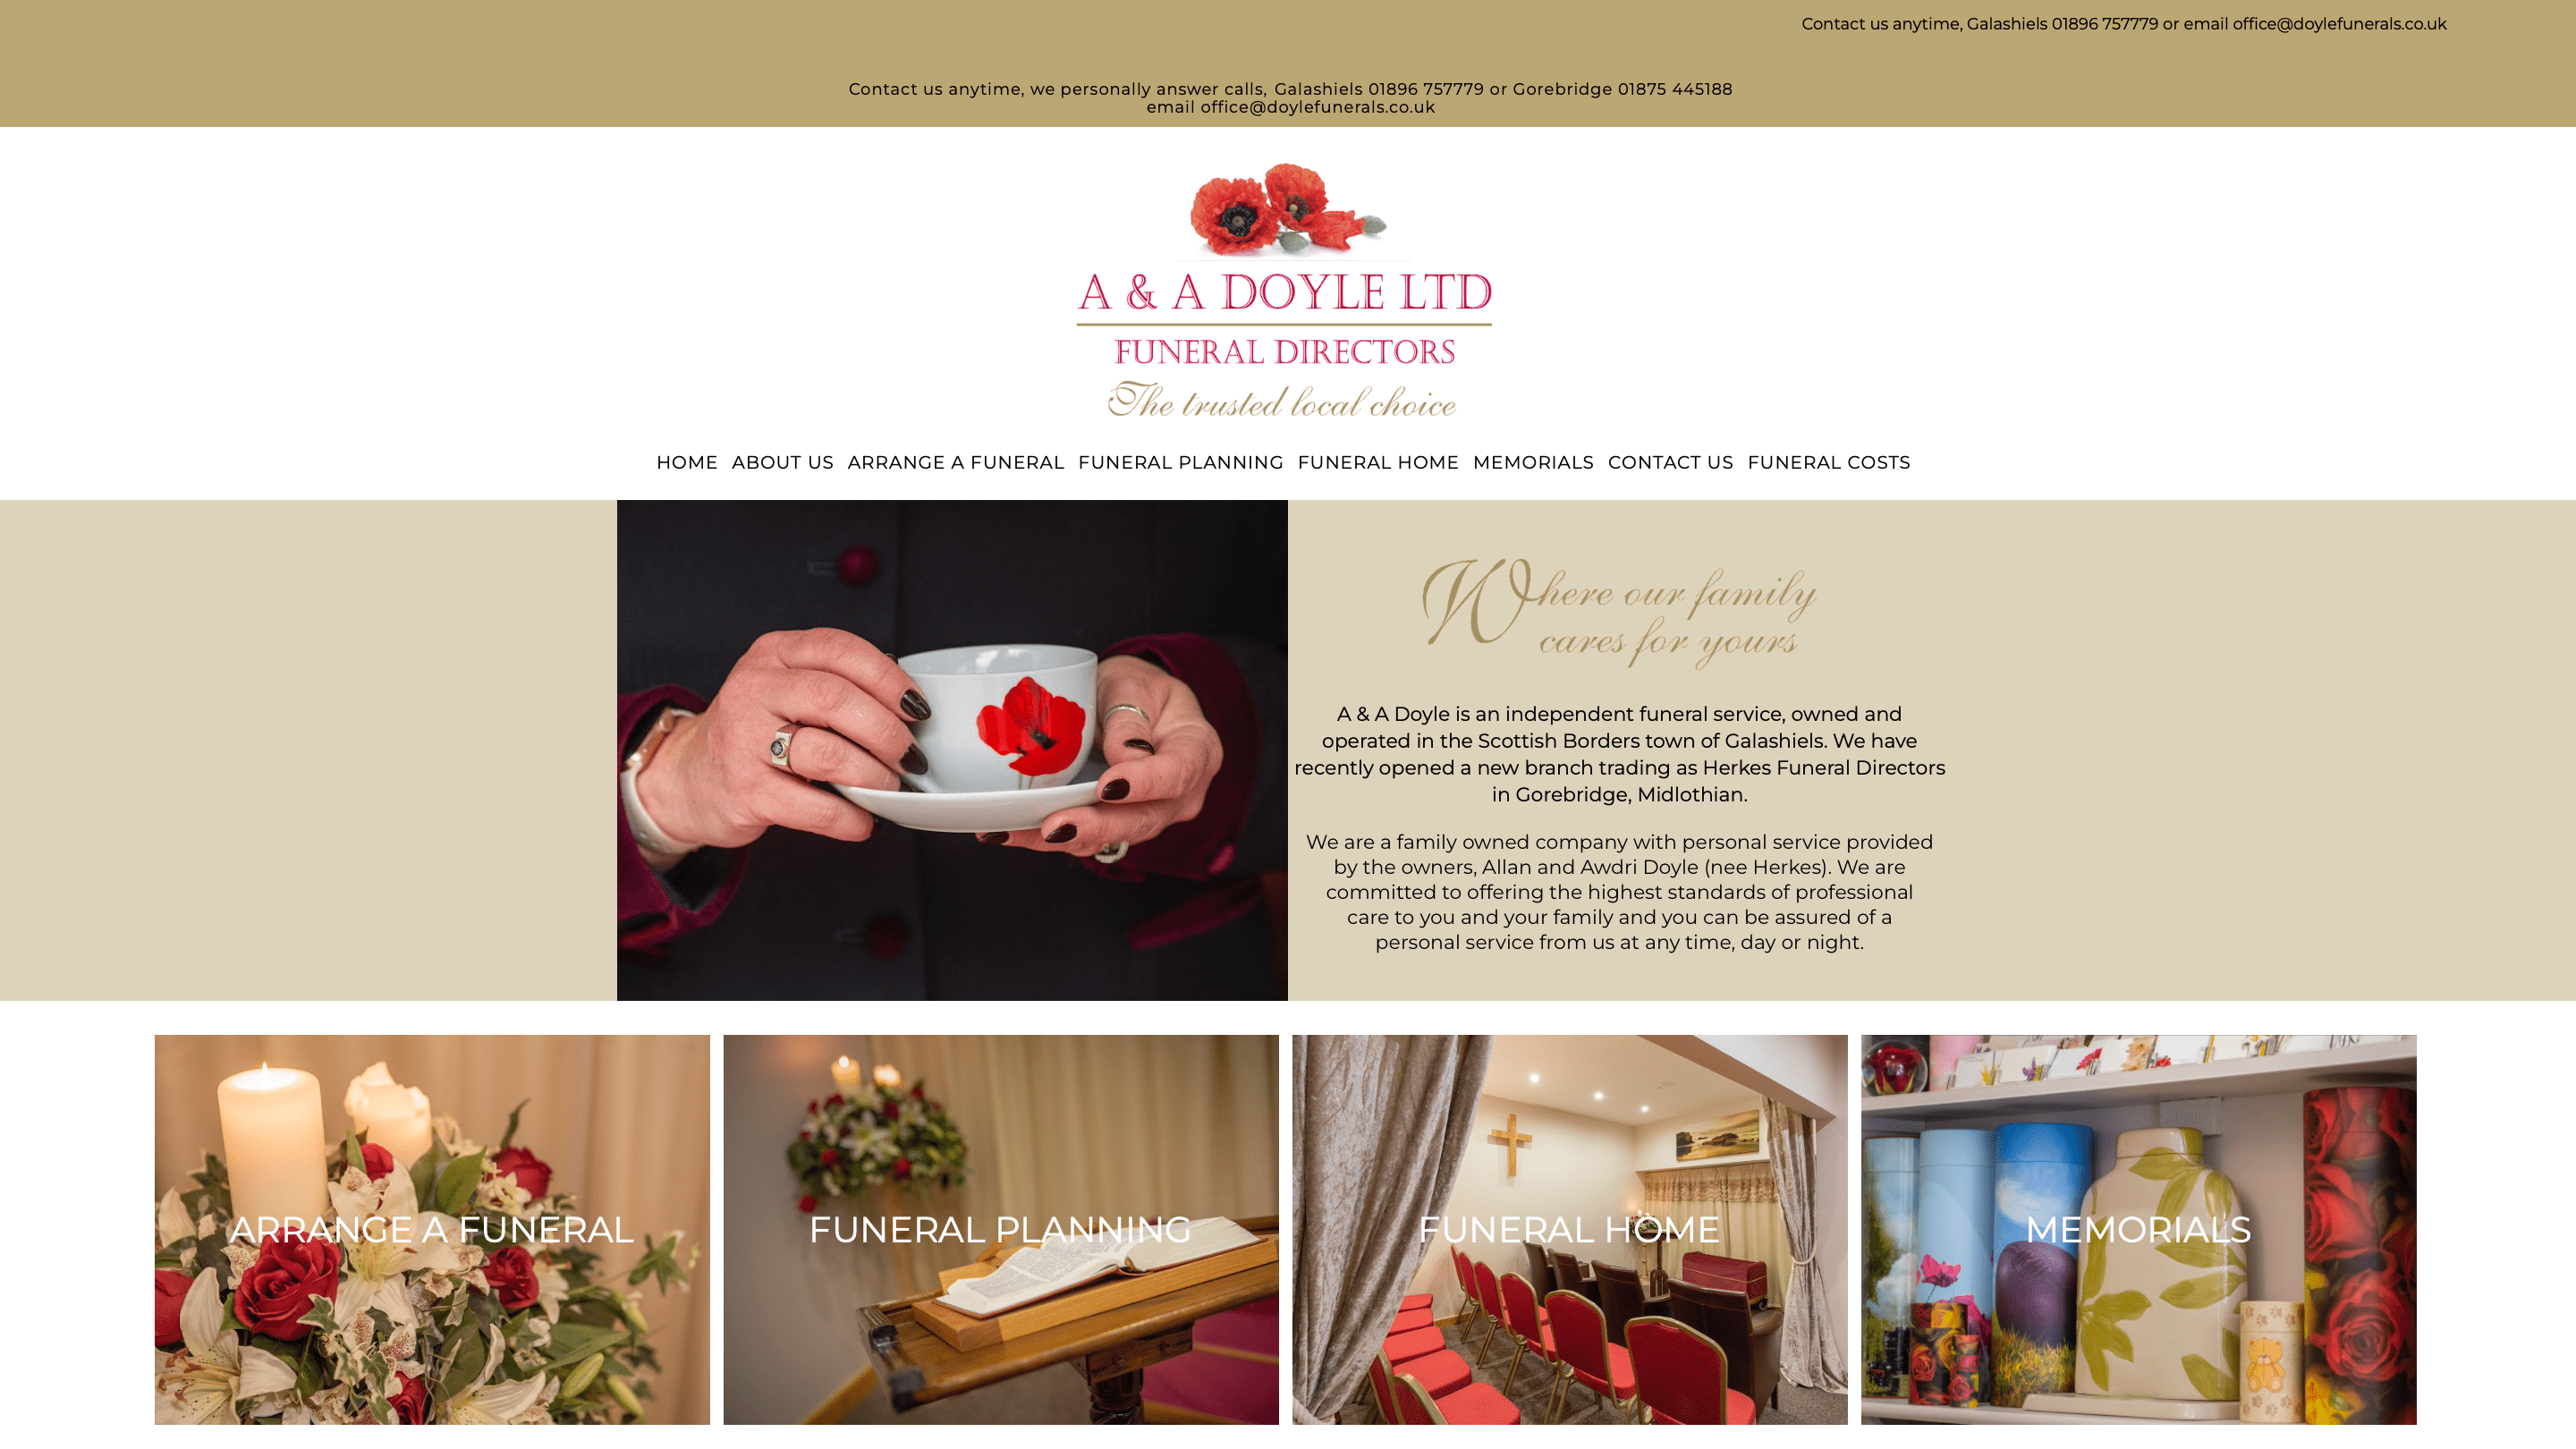 Contact us anytime, Galashiels 01896 757779 or email office@doylefunerals.co.uk
Contact us anytime, we personally answer calls, Galashiels 01896 757779 or Gorebridge 01875 445188
email office@doylefunerals.co.uk
A & A DOYLE LTD
FUNERAL DIRECTORS
The trusted local choice
HOME ABOUT US ARRANGE A FUNERAL FUNERAL PLANNING FUNERAL HOME MEMORIALS CONTACT US FUNERAL COSTS
Where our family
cares for yours
A & A Doyle is an independent funeral service, owned and
operated in the Scottish Borders town of Galashiels. We have
recently opened a new branch trading as Herkes Funeral Directors
in Gorebridge, Midlothian.
We are a family owned company with personal service provided
by the owners, Allan and Awdri Doyle (nee Herkes). We are
committed to offering the highest standards of professional
care to you and your family and you can be assured of a
personal service from us at any time, day or night.
ARRANGE A FUNERAL
FUNERAL PLANNING
FUNERAL HOME
MEMORIALS